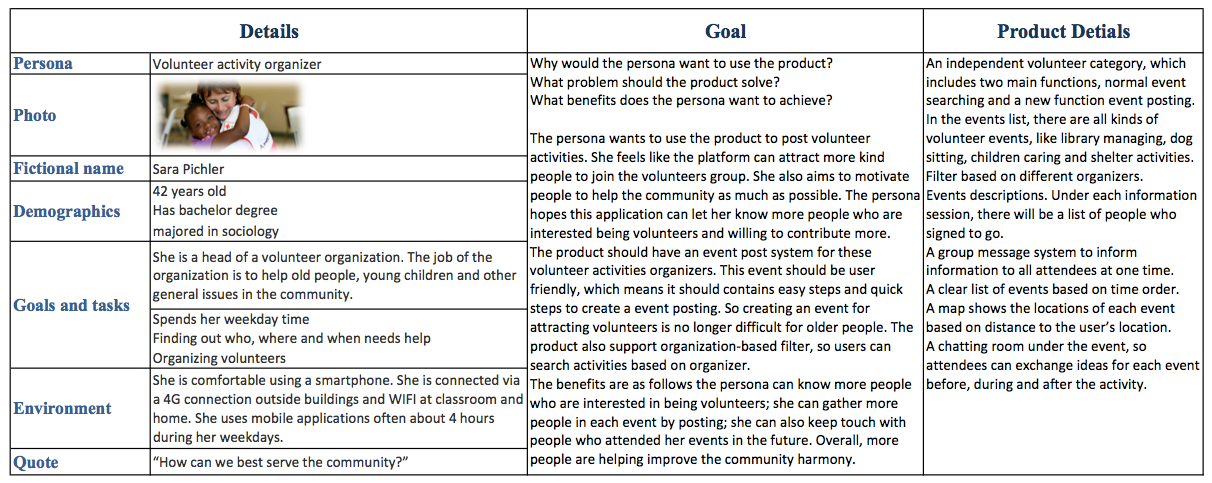 Details
Goal
Product Detials
Persona
Volunteer activity organizer
Photo
Fictional name
Sara Pichler
Demographics
42 years old
Has bachelor degree
majored in sociology
Goals and tasks
She is a head of a volunteer organization. The job of the
organization is to help old people, young children and other
general issues in the community.
Spends her weekday time
Finding out who, where and when needs help
Organizing volunteers
Environment
She is comfortable using a smartphone. She is connected via
a 4G connection outside buildings and WIFI at classroom and
home. She uses mobile applications often about 4 hours
during her weekdays.
Quote
“How can we best serve the community?”
Why would the persona want to use the product?
What problem should the product solve?
What benefits does the persona want to achieve?
The persona wants to use the product to post volunteer
activities. She feels like the platform can attract more kind
people to join the volunteers group. She also aims to motivate
people to help the community as much as possible. The persona
hopes this application can let her know more people who are
interested being volunteers and willing to contribute more.
The product should have an event post system for these
volunteer activities organizers. This event should be user
friendly, which means it should contains easy steps and quick
steps to create a event posting. So creating an event for
attracting volunteers is no longer difficult for older people. The
product also support organization-based filter, so users can
search activities based on organizer.
The benefits are as follows the persona can know more people
who are interested in being volunteers; she can gather more
people in each event by posting; she can also keep touch with
people who attended her events in the future. Overall, more
people are helping improve the community harmony.
An independent volunteer category, which
includes two main functions, normal event
searching and a new function event posting.
In the events list, there are all kinds of
volunteer events, like library managing, dog
sitting, children caring and shelter activities.
Filter based on different organizers.
Events descriptions. Under each information
session, there will be a list of people who
signed to go.
A group message system to inform
information to all attendees at one time.
A clear list of events based on time order.
A map shows the locations of each event
based on distance to the user’s location.
A chatting room under the event, so
attendees can exchange ideas for each event
before, during and after the activity.